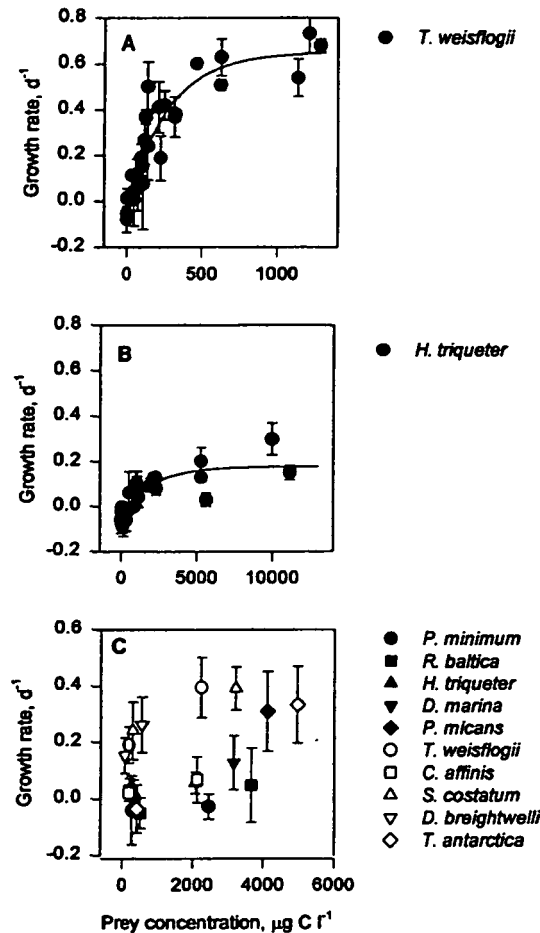 A
T. weisflogii
Growth rate, d-1
0.8
0.6
0.4
0.2
0.0
-0.2
0 500 1000
B
H. triqueter
Growth rate, d-1
0.8
0.6
0.4
0.2
0.0
-0.2
0 5000 10000
C
Growth rate, d-1
0.6
0.4
0.2
0.0
-0.2
0 2000 4000 6000
Prey concentration, µg C l-1
P. minimum
R. baltica
H. triqueter
D. marina
P. micans
T. weisflogii
C. affinis
S. costatum
D. breightwelli
T. antarctica